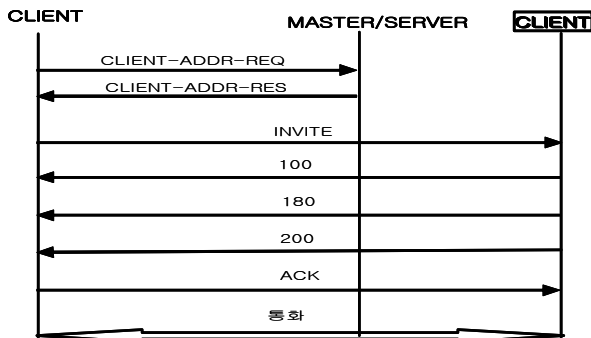 CLIENT
MASTER/SERVER
CLIENT
CLIENT-ADDR-REQ
CLIENT-ADDR-RES
INVITE
100
180
200
ACK
통화